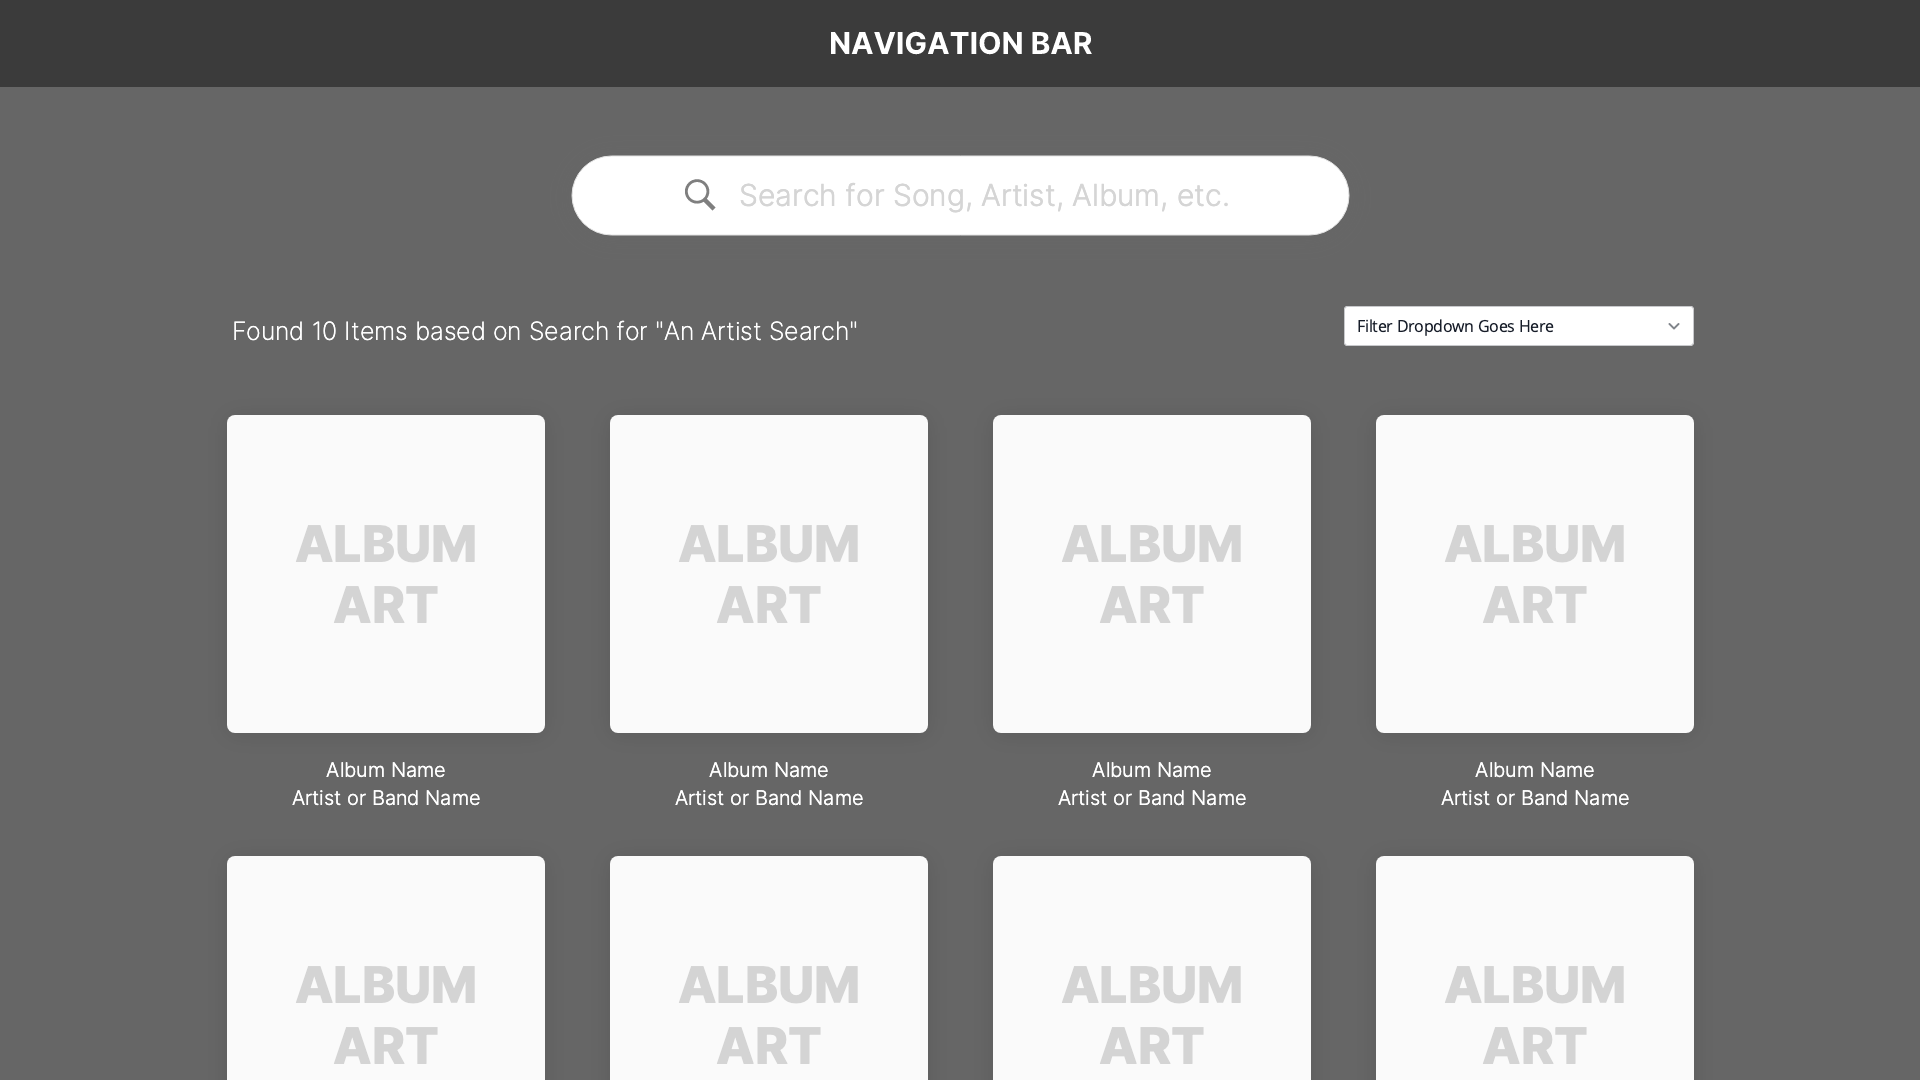 NAVIGATION BAR
Search for Song, Artist, Album, etc.
Found 10 Items based on Search for "An Artist Search"
Filter Dropdown Goes Here
ALBUM
ART
ALBUM
ART
ALBUM
ART
ALBUM
ART
Album Name
Artist or Band Name
Album Name
Artist or Band Name
Album Name
Artist or Band Name
Album Name
Artist or Band Name
ALBUM
ART
ALBUM
ART
ALBUM
ART
ALBUM
ART